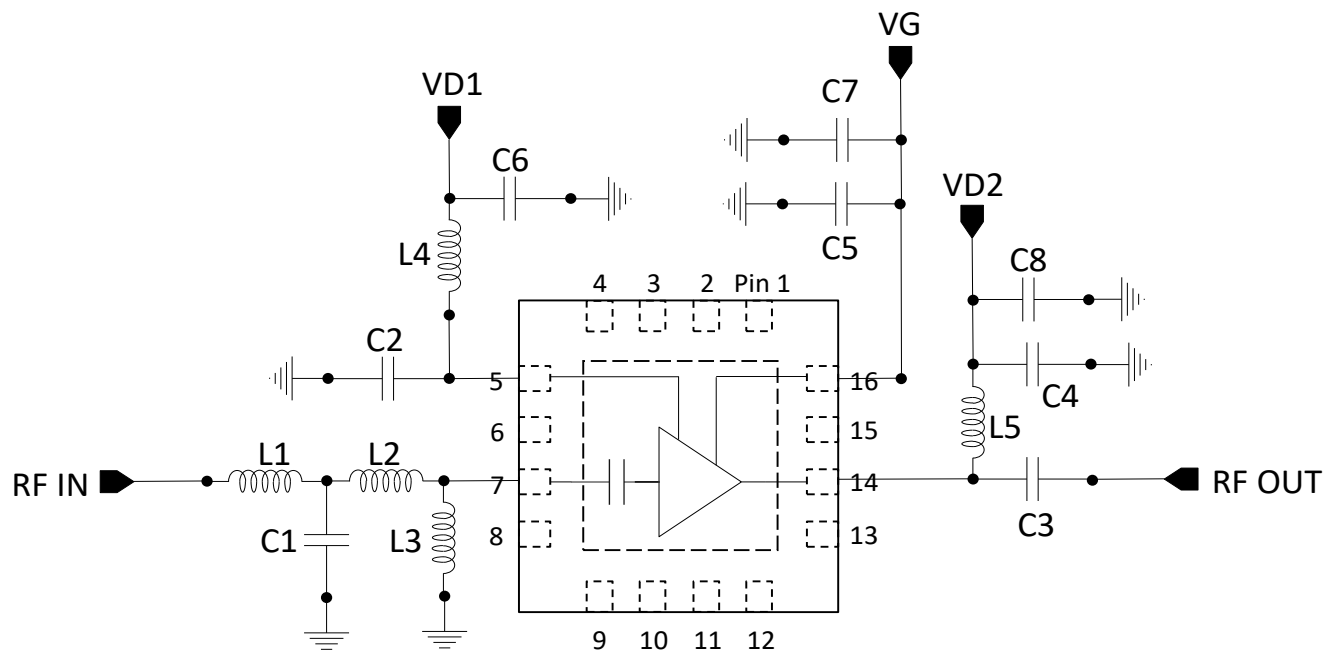 VG
VD1
C7
C6
VD2
C5
L4
C8
4 3 2 Pin 1
C2
5 16
C4
6 15
L5
L1 L2
RF IN 7 14 RF OUT
C1 L3 8 13 C3
9 10 11 12